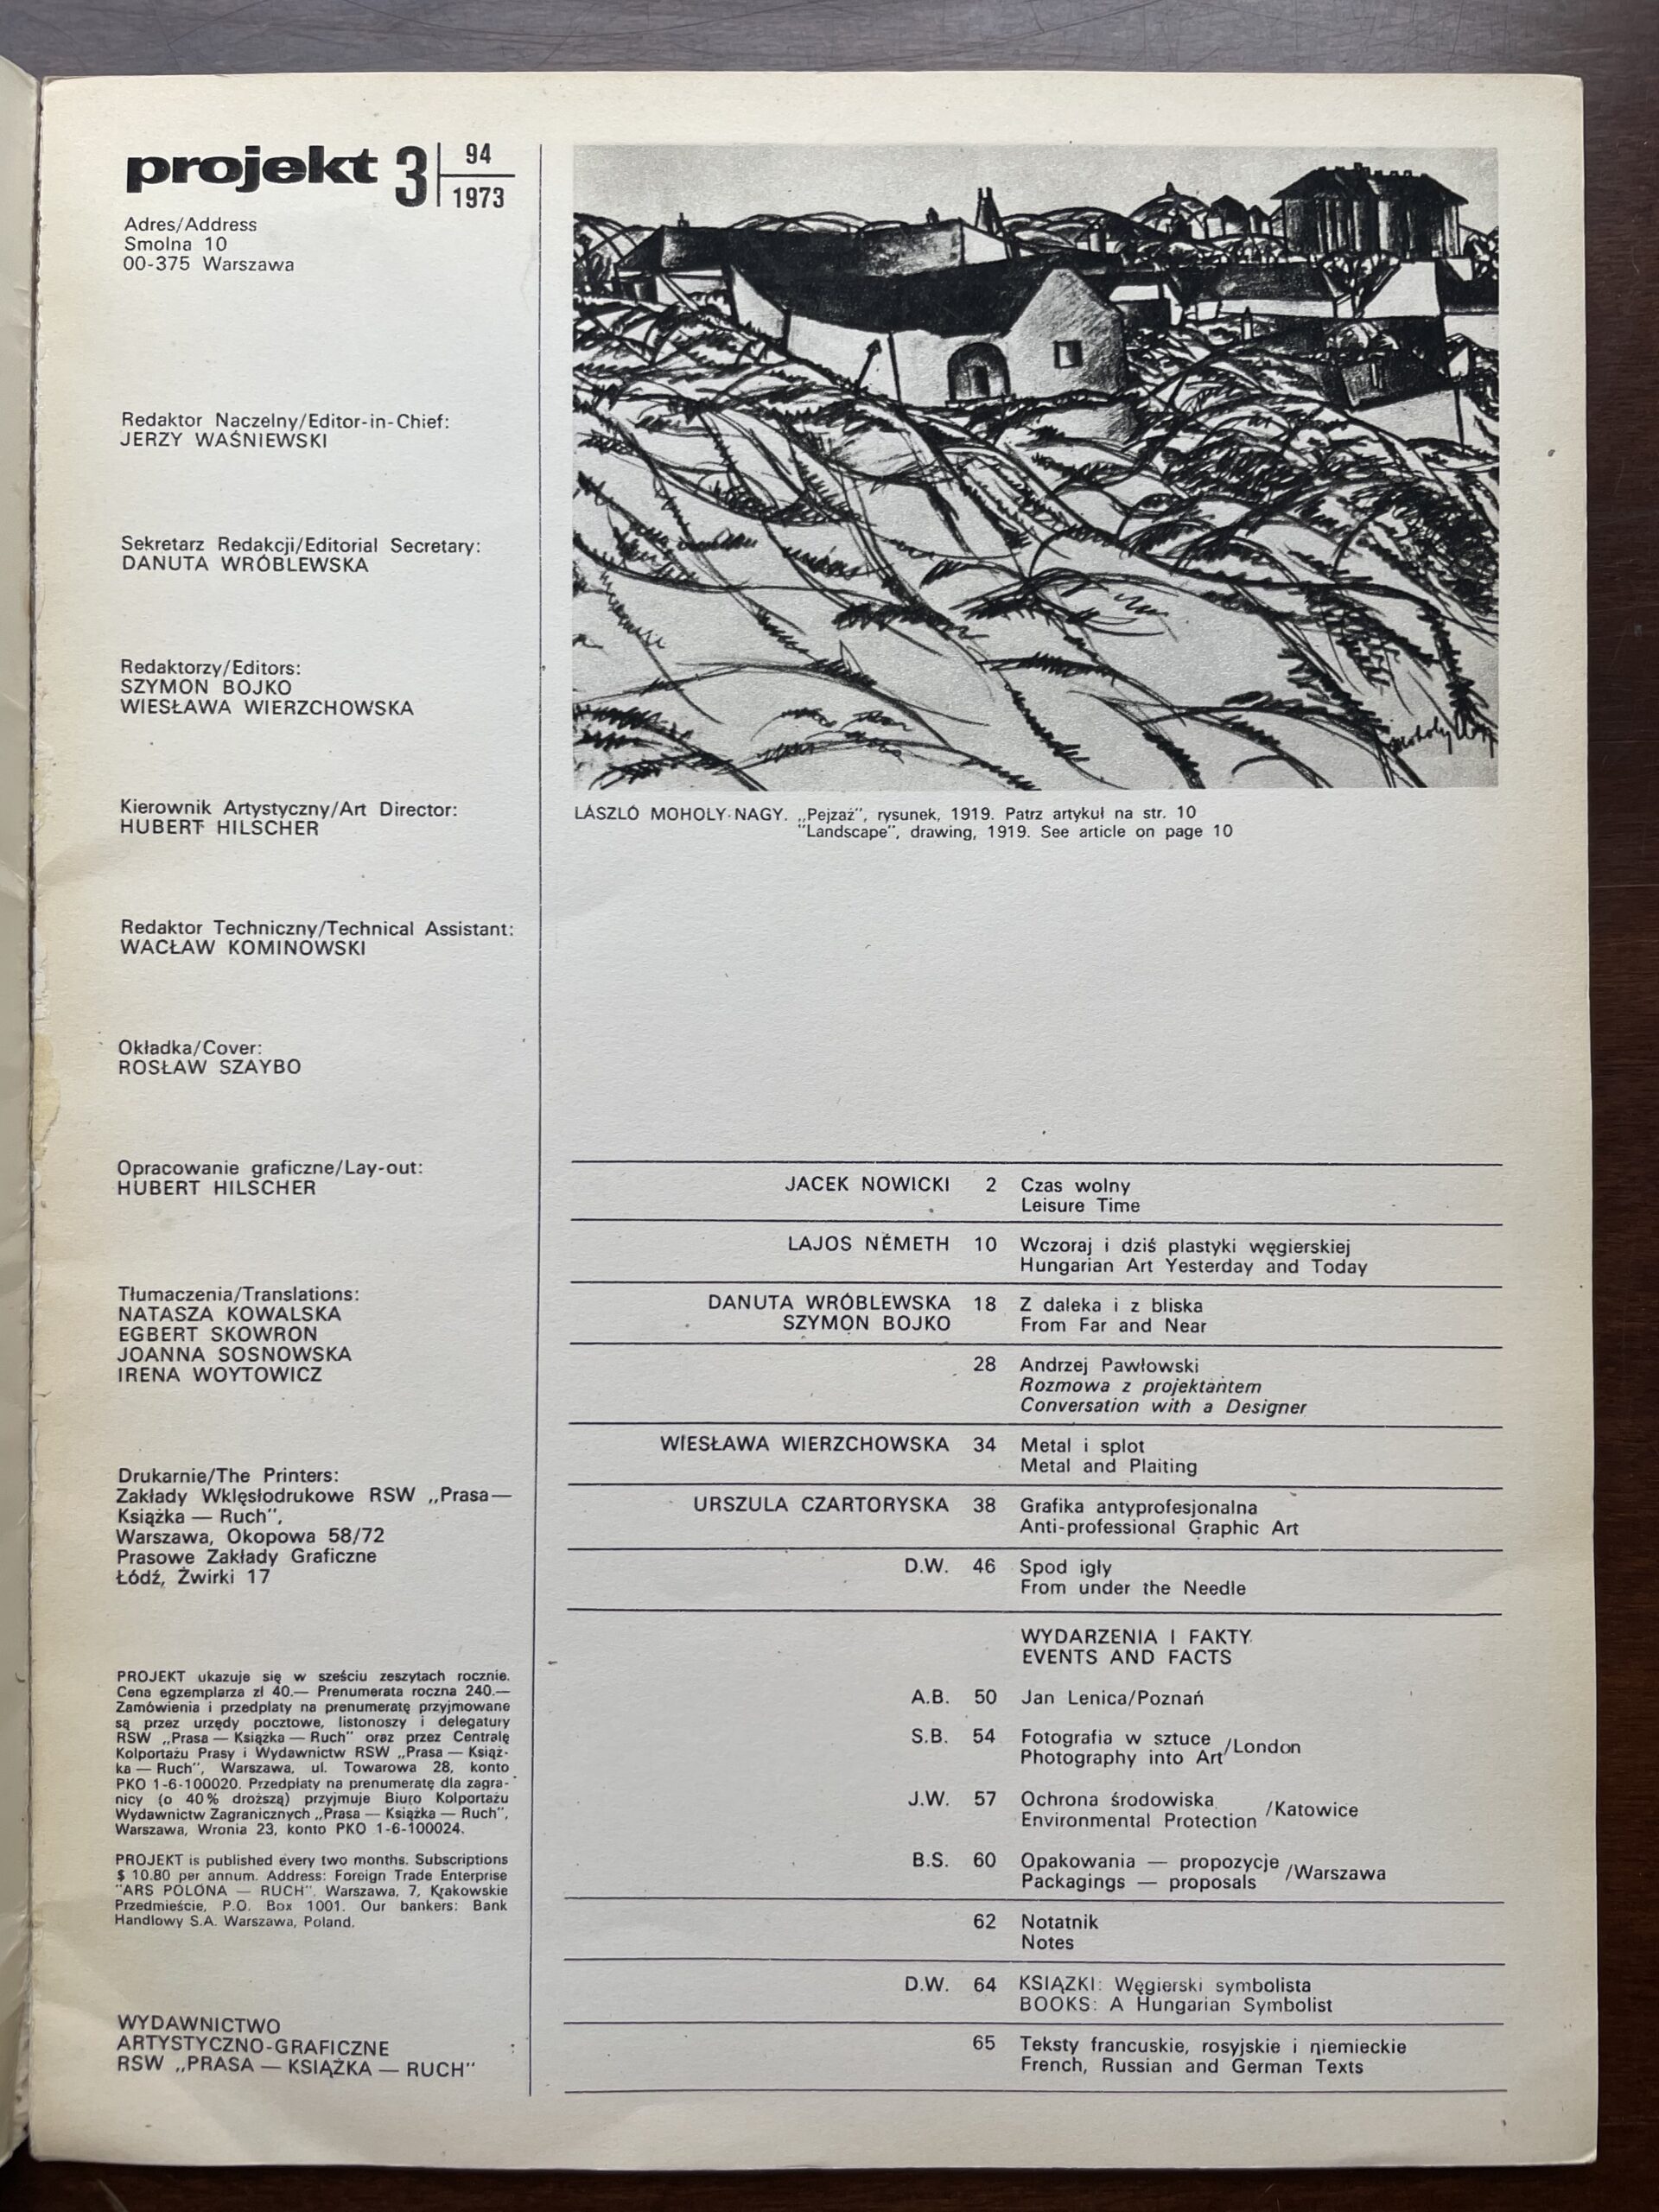 projekt 3 94
1973
Adres/Address
Smolna 10
00-375 Warszawa
Redaktor Naczelny/Editor-in-Chief:
JERZY WAŚNIEWSKI
Sekretarz Redakcji/Editorial Secretary:
DANUTA WRÓBLEWSKA
Redaktorzy/Editors:
SZYMON BOJKO
WIESŁAWA WIERZCHOWSKA
Kierownik Artystyczny/Art Director:
HUBERT HILSCHER
Redaktor Techniczny/Technical Assistant:
WACŁAW KOMINOWSKI
Okładka/Cover:
ROSŁAW SZAYBO
Opracowanie graficzne/Lay-out:
HUBERT HILSCHER
Tłumaczenia/Translations:
NATASZA KOWALSKA
EGBERT SKOWRON
JOANNA SOSNOWSKA
IRENA WOYTOWICZ
Drukarnie/The Printers:
Zakłady Wklęsłodrukowe RSW „Prasa—
Książka — Ruch",
Warszawa, Okopowa 58/72
Prasowe Zakłady Graficzne
Łódź, Żwirki 17
PROJEKT ukazuje się w sześciu zeszytach rocznie.
Cena egzemplarza zł 40.— Prenumerata roczna 240.—
Zamówienia i przedpłaty na prenumeratę przyjmowane
są przez urzędy pocztowe, listonoszy i delegatury
RSW „Prasa — Książka — Ruch" oraz przez Centralę
Kolportażu Prasy i Wydawnictw RSW „Prasa — Książ-
ka — Ruch", Warszawa, ul. Towarowa 28, konto
PKO 1-6-100020. Przedpłaty na prenumeratę dla zagra-
nicy (o 40% droższą) przyjmuje Biuro Kolportażu
Wydawnictw Zagranicznych „Prasa — Książka — Ruch",
Warszawa, Wronia 23, konto PKO 1-6-100024.
PROJEKT is published every two months. Subscriptions
$ 10.80 per annum. Address: Foreign Trade Enterprise
"ARS POLONA — RUCH". Warszawa, 7, Krakowskie
Przedmieście, P.O. Box 1001. Our bankers: Bank
Handlowy S.A. Warszawa, Poland.
WYDAWNICTWO
ARTYSTYCZNO-GRAFICZNE
RSW „PRASA — KSIĄŻKA — RUCH"
Moholy Nagy
LÁSZLÓ MOHOLY-NAGY. „Pejzaż", rysunek, 1919. Patrz artykuł na str. 10
"Landscape", drawing, 1919. See article on page 10
JACEK NOWICKI 2 Czas wolny
Leisure Time
LAJOS NÉMETH 10 Wczoraj i dziś plastyki węgierskiej
Hungarian Art Yesterday and Today
DANUTA WRÓBLEWSKA 18 Z daleka i z bliska
SZYMON BOJKO From Far and Near
28 Andrzej Pawłowski
Rozmowa z projektantem
Conversation with a Designer
WIESŁAWA WIERZCHOWSKA 34 Metal i splot
Metal and Plaiting
URSZULA CZARTORYSKA 38 Grafika antyprofesjonalna
Anti-professional Graphic Art
D.W. 46 Spod igły
From under the Needle
WYDARZENIA I FAKTY
EVENTS AND FACTS
A.B. 50 Jan Lenica/Poznań
S.B. 54 Fotografia w sztuce
Photography into Art /London
J.W. 57 Ochrona środowiska
Environmental Protection /Katowice
B.S. 60 Opakowania — propozycje
Packagings — proposals /Warszawa
62 Notatnik
Notes
D.W. 64 KSIĄŻKI: Węgierski symbolista
BOOKS: A Hungarian Symbolist
65 Teksty francuskie, rosyjskie i niemieckie
French, Russian and German Texts